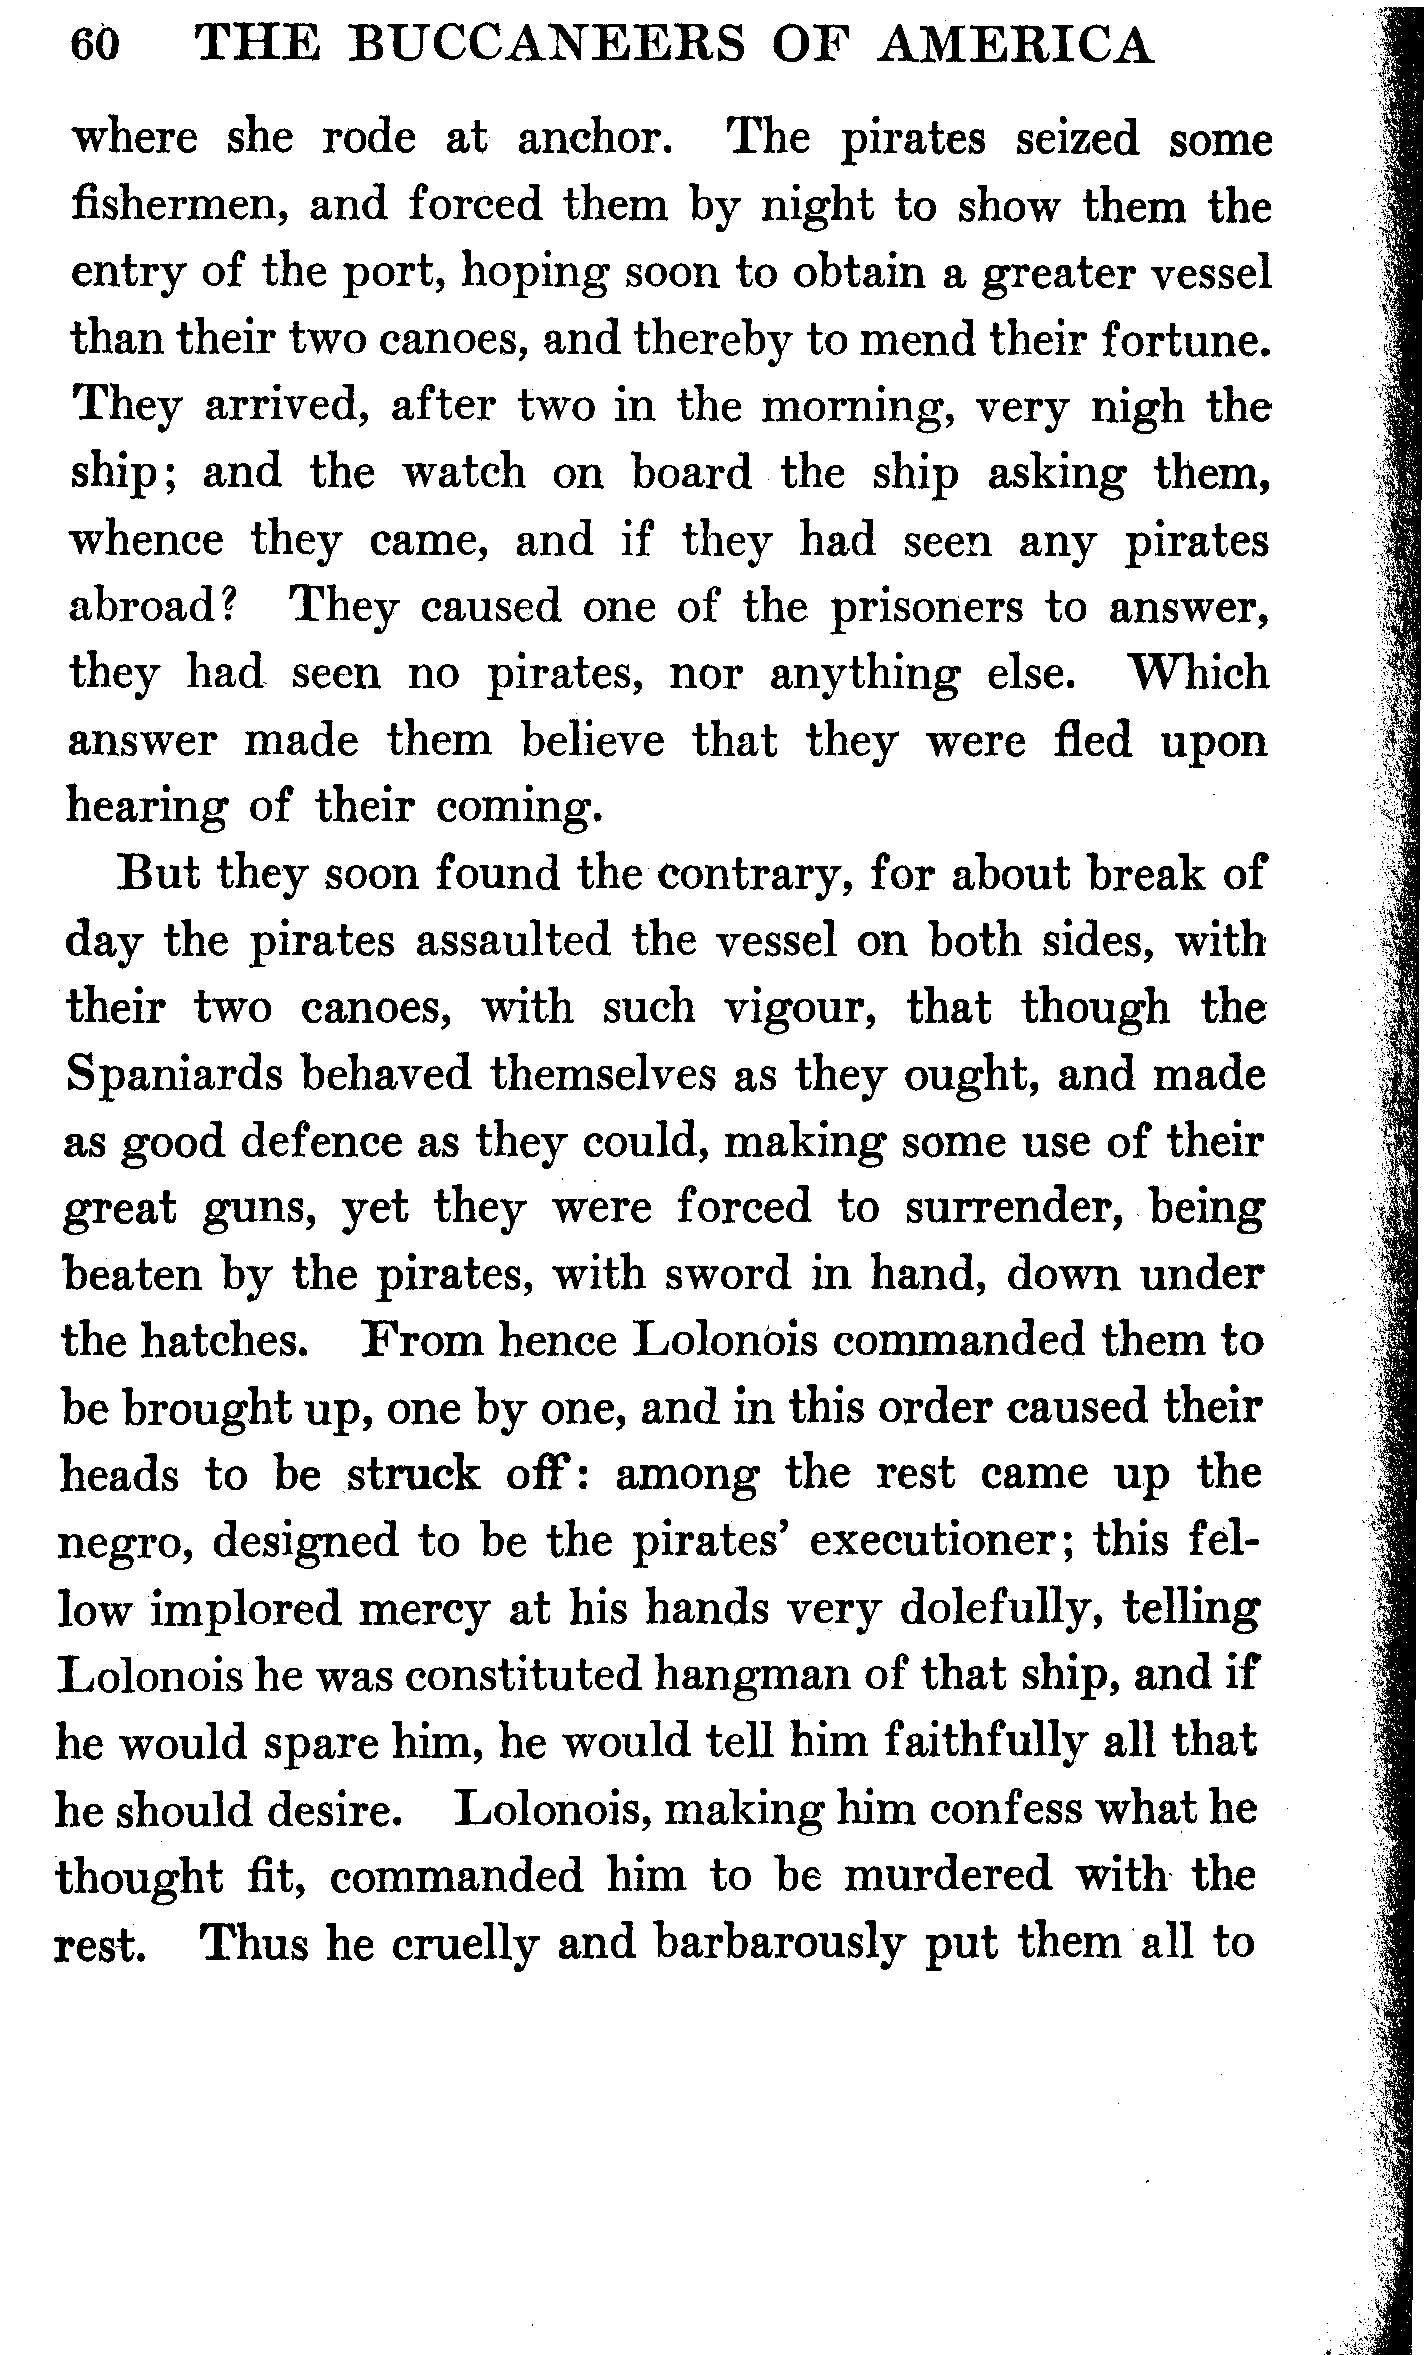 60 THE BUCCANEERS OF AMERICA
where she rode at anchor. The pirates seized some
fishermen, and forced them by night to show them the
entry of the port, hoping soon to obtain a greater vessel
than their two canoes, and thereby to mend their fortune.
They arrived, after two in the morning, very nigh the
ship; and the watch on board the ship asking them,
whence they came, and if they had seen any pirates
abroad? They caused one of the prisoners to answer,
they had seen no pirates, nor anything else. Which
answer made them believe that they were fled upon
hearing of their coming.
But they soon found the contrary, for about break of
day the pirates assaulted the vessel on both sides, with
their two canoes, with such vigour, that though the
Spaniards behaved themselves as they ought, and made
as good defence as they could, making some use of their
great guns, yet they were forced to surrender, being
beaten by the pirates, with sword in hand, down under
the hatches. From hence Lolonois commanded them to
be brought up, one by one, and in this order caused their
heads to be struck off: among the rest came up the
negro, designed to be the pirates' executioner; this fel-
low implored mercy at his hands very dolefully, telling
Lolonois he was constituted hangman of that ship, and if
he would spare him, he would tell him faithfully all that
he should desire. Lolonois, making him confess what he
thought fit, commanded him to be murdered with the
rest. Thus he cruelly and barbarously put them all to